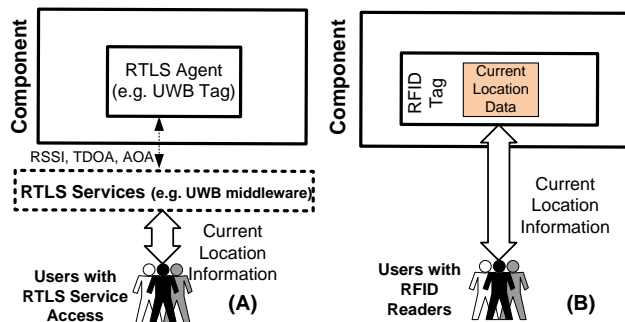 Component
RTLS Agent
(e.g. UWB Tag)
RSSI, TDOA, AOA
RTLS Services (e.g. UWB middleware)
Current
Location
Information
Users with
RTLS Service
Access
(A)
Component
RFID
Tag
Current
Location
Data
Current
Location
Information
Users with
RFID
Readers
(B)